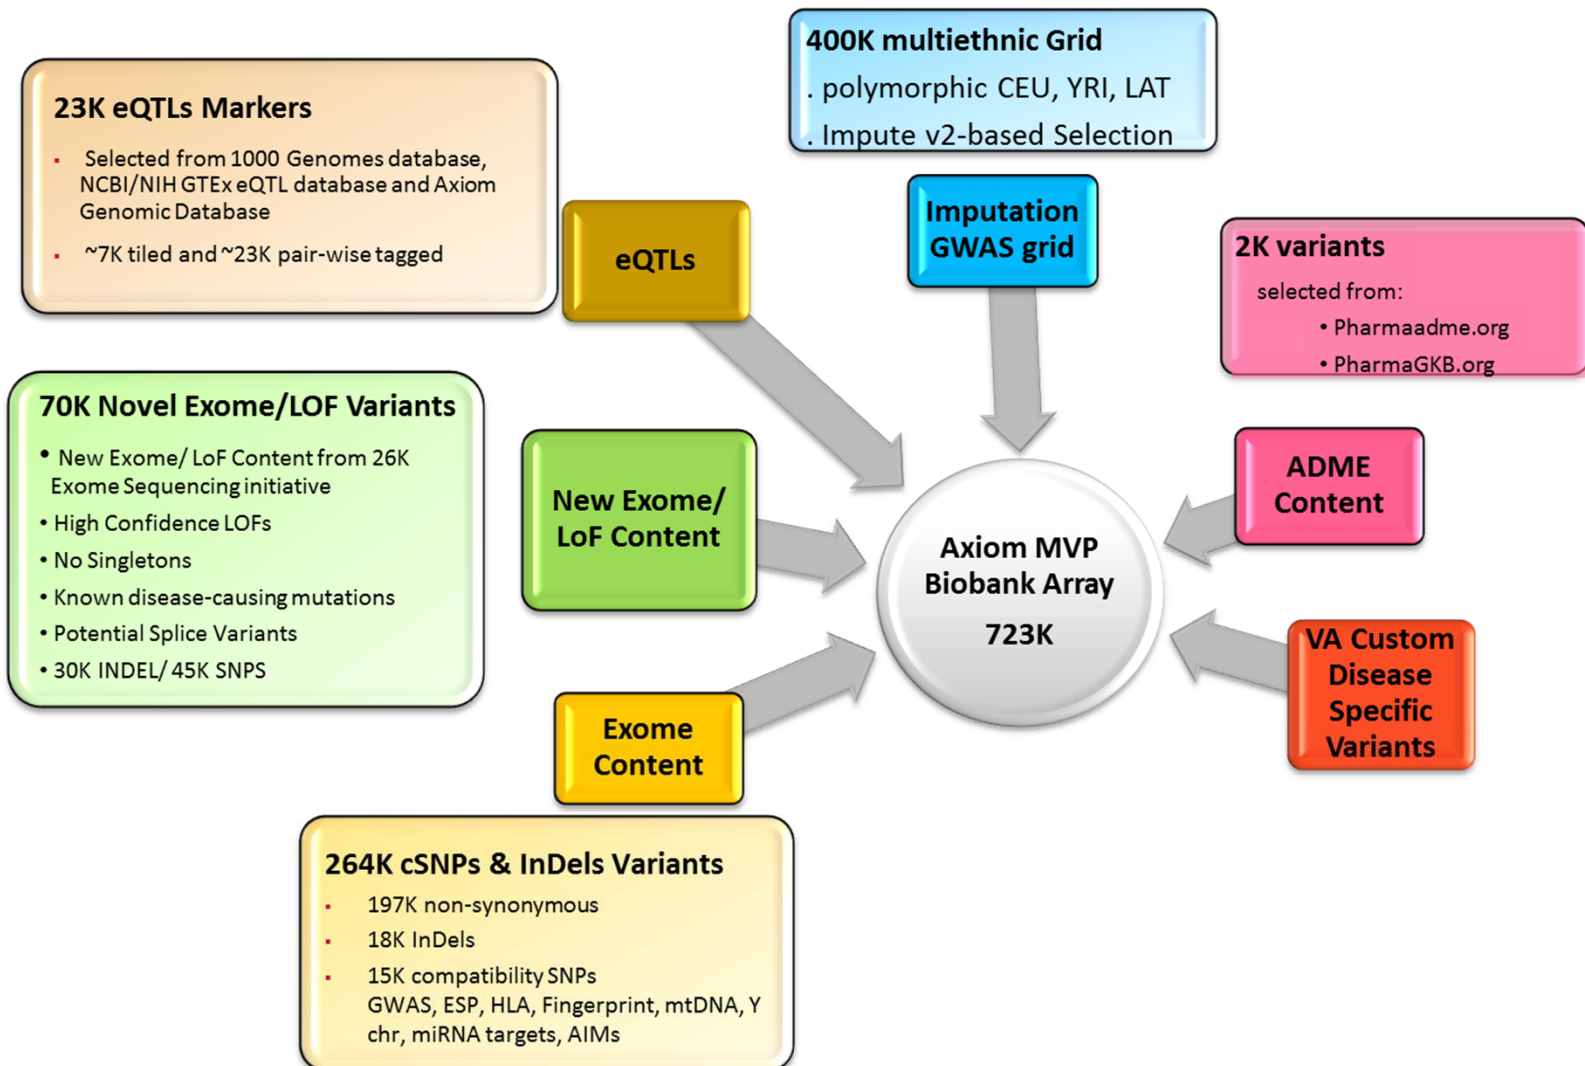 400K multiethnic Grid
. polymorphic CEU, YRI, LAT
. Impute v2-based Selection
23K eQTLs Markers
▪ Selected from 1000 Genomes database,
NCBI/NIH GTEx eQTL database and Axiom
Genomic Database
▪ ~7K tiled and ~23K pair-wise tagged
eQTLs
Imputation
GWAS grid
2K variants
selected from:
• Pharmaadme.org
• PharmaGKB.org
70K Novel Exome/LOF Variants
• New Exome/ LoF Content from 26K
Exome Sequencing initiative
• High Confidence LOFs
• No Singletons
• Known disease-causing mutations
• Potential Splice Variants
• 30K INDEL/ 45K SNPS
New Exome/
LoF Content
ADME
Content
Axiom MVP
Biobank Array
723K
VA Custom
Disease
Specific
Variants
Exome
Content
264K cSNPs & InDels Variants
▪ 197K non-synonymous
▪ 18K InDels
▪ 15K compatibility SNPs
GWAS, ESP, HLA, Fingerprint, mtDNA, Y
chr, miRNA targets, AIMs